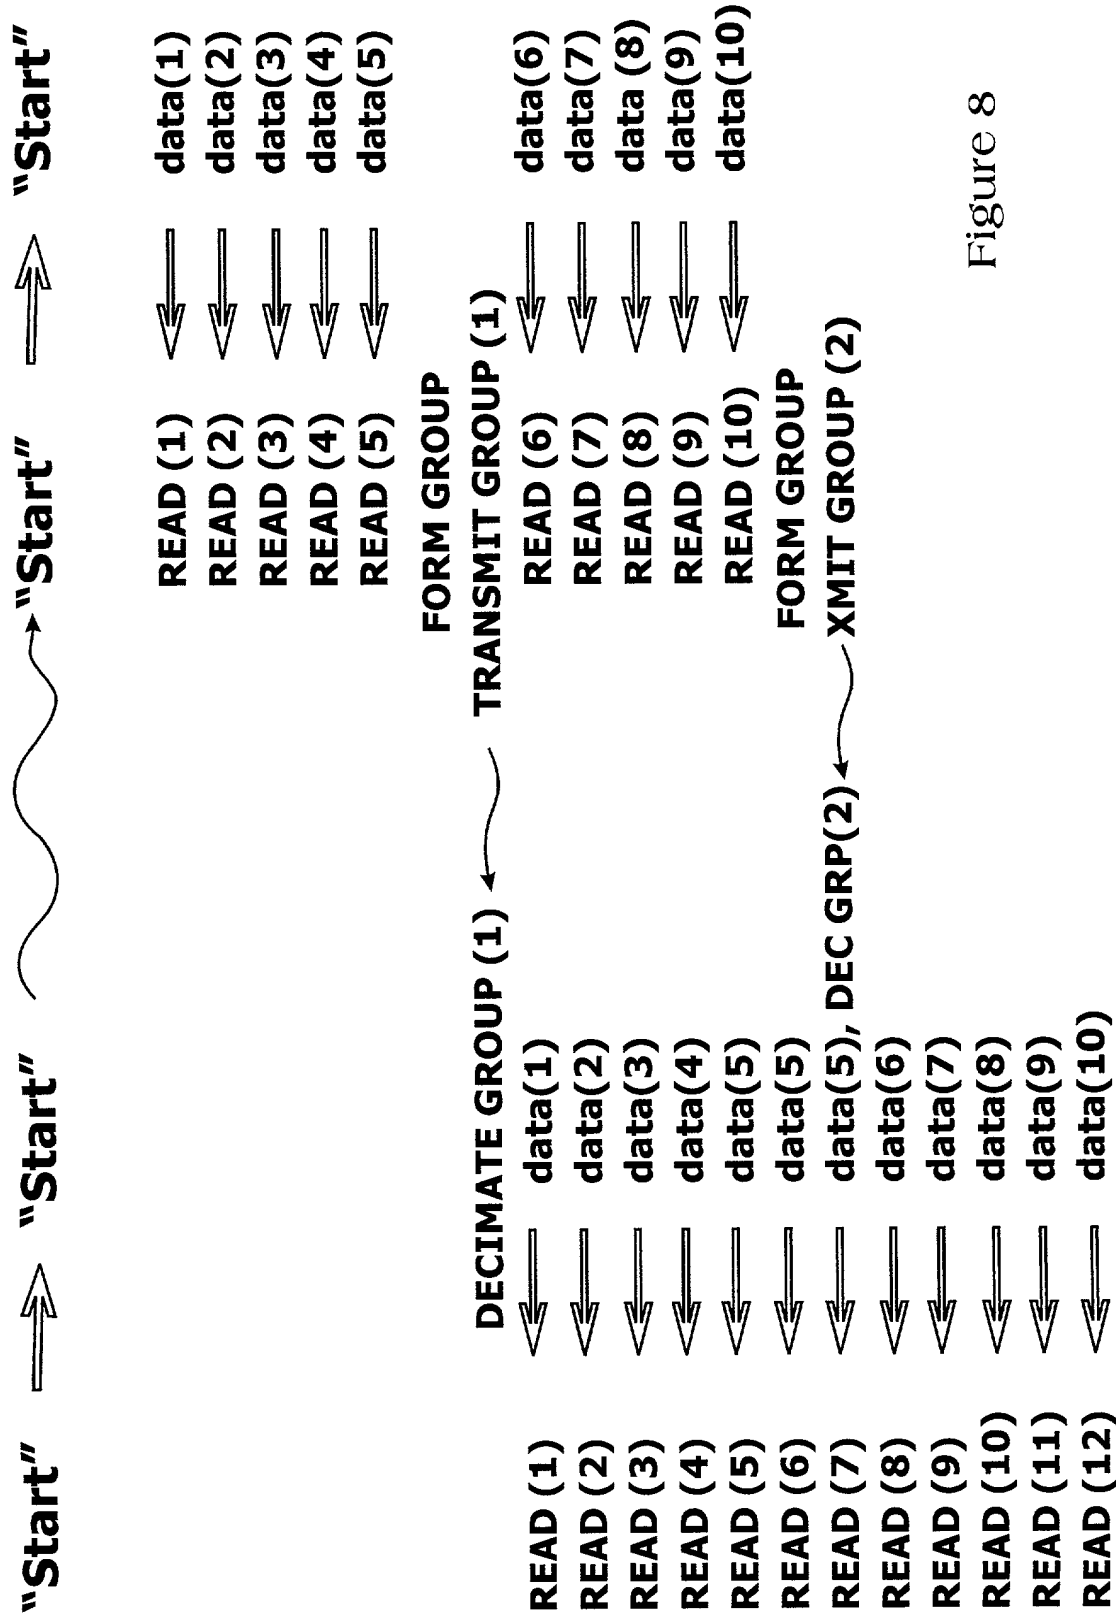 “Start” “Start” “Start” “Start”
READ (1) data(1)
READ (2) data(2)
READ (3) data(3)
READ (4) data(4)
READ (5) data(5)
FORM GROUP
DECIMATE GROUP (1) TRANSMIT GROUP (1)
READ (1) data(1) READ (6) data(6)
READ (2) data(2) READ (7) data(7)
READ (3) data(3) READ (8) data (8)
READ (4) data(4) READ (9) data(9)
READ (5) data(5) READ (10) data(10)
READ (6) data(5) FORM GROUP
READ (7) data(5), DEC GRP(2) XMIT GROUP (2)
READ (8) data(6)
READ (9) data(7)
READ (10) data(8)
READ (11) data(9)
READ (12) data(10)
Figure 8